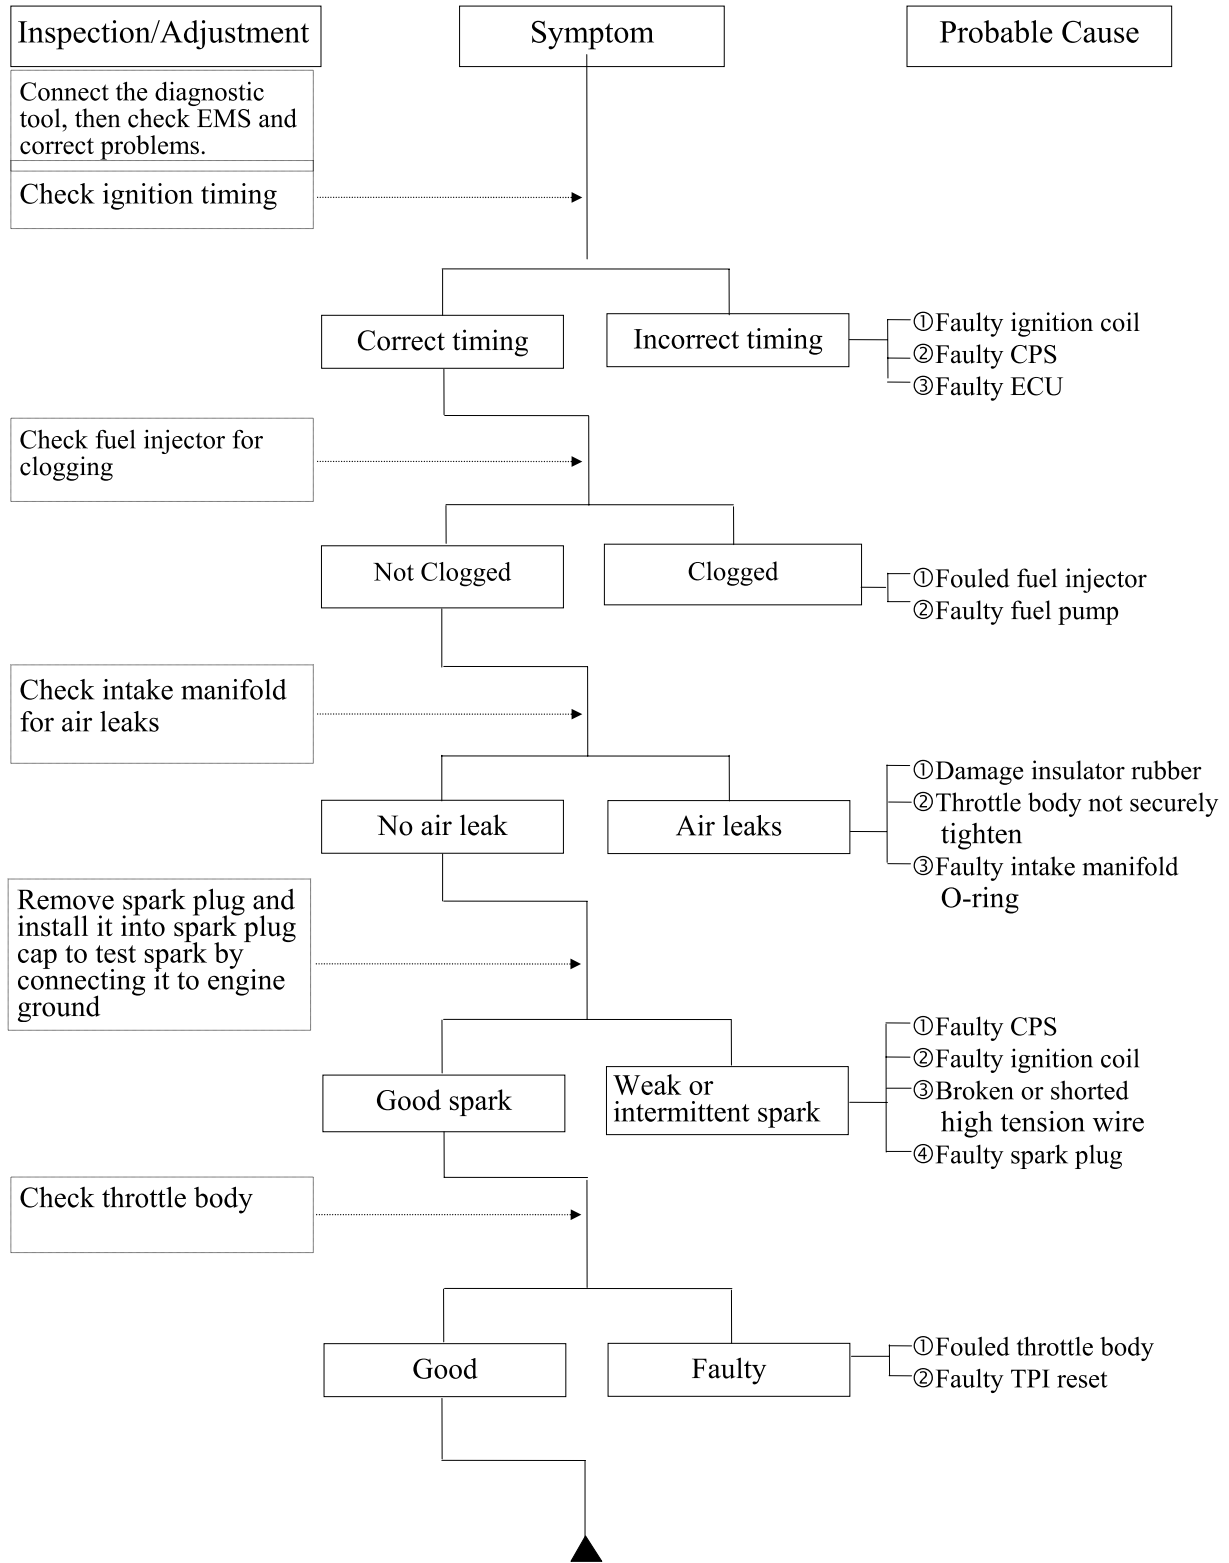 Inspection/Adjustment
Symptom
Probable Cause
Connect the diagnostic
tool, then check EMS and
correct problems.
Check ignition timing
Correct timing
Incorrect timing
①Faulty ignition coil
②Faulty CPS
③Faulty ECU
Check fuel injector for
clogging
Not Clogged
Clogged
①Fouled fuel injector
②Faulty fuel pump
Check intake manifold
for air leaks
No air leak
Air leaks
①Damage insulator rubber
②Throttle body not securely
tighten
③Faulty intake manifold
O-ring
Remove spark plug and
install it into spark plug
cap to test spark by
connecting it to engine
ground
Good spark
Weak or
intermittent spark
①Faulty CPS
②Faulty ignition coil
③Broken or shorted
high tension wire
④Faulty spark plug
Check throttle body
Good
Faulty
①Fouled throttle body
②Faulty TPI reset